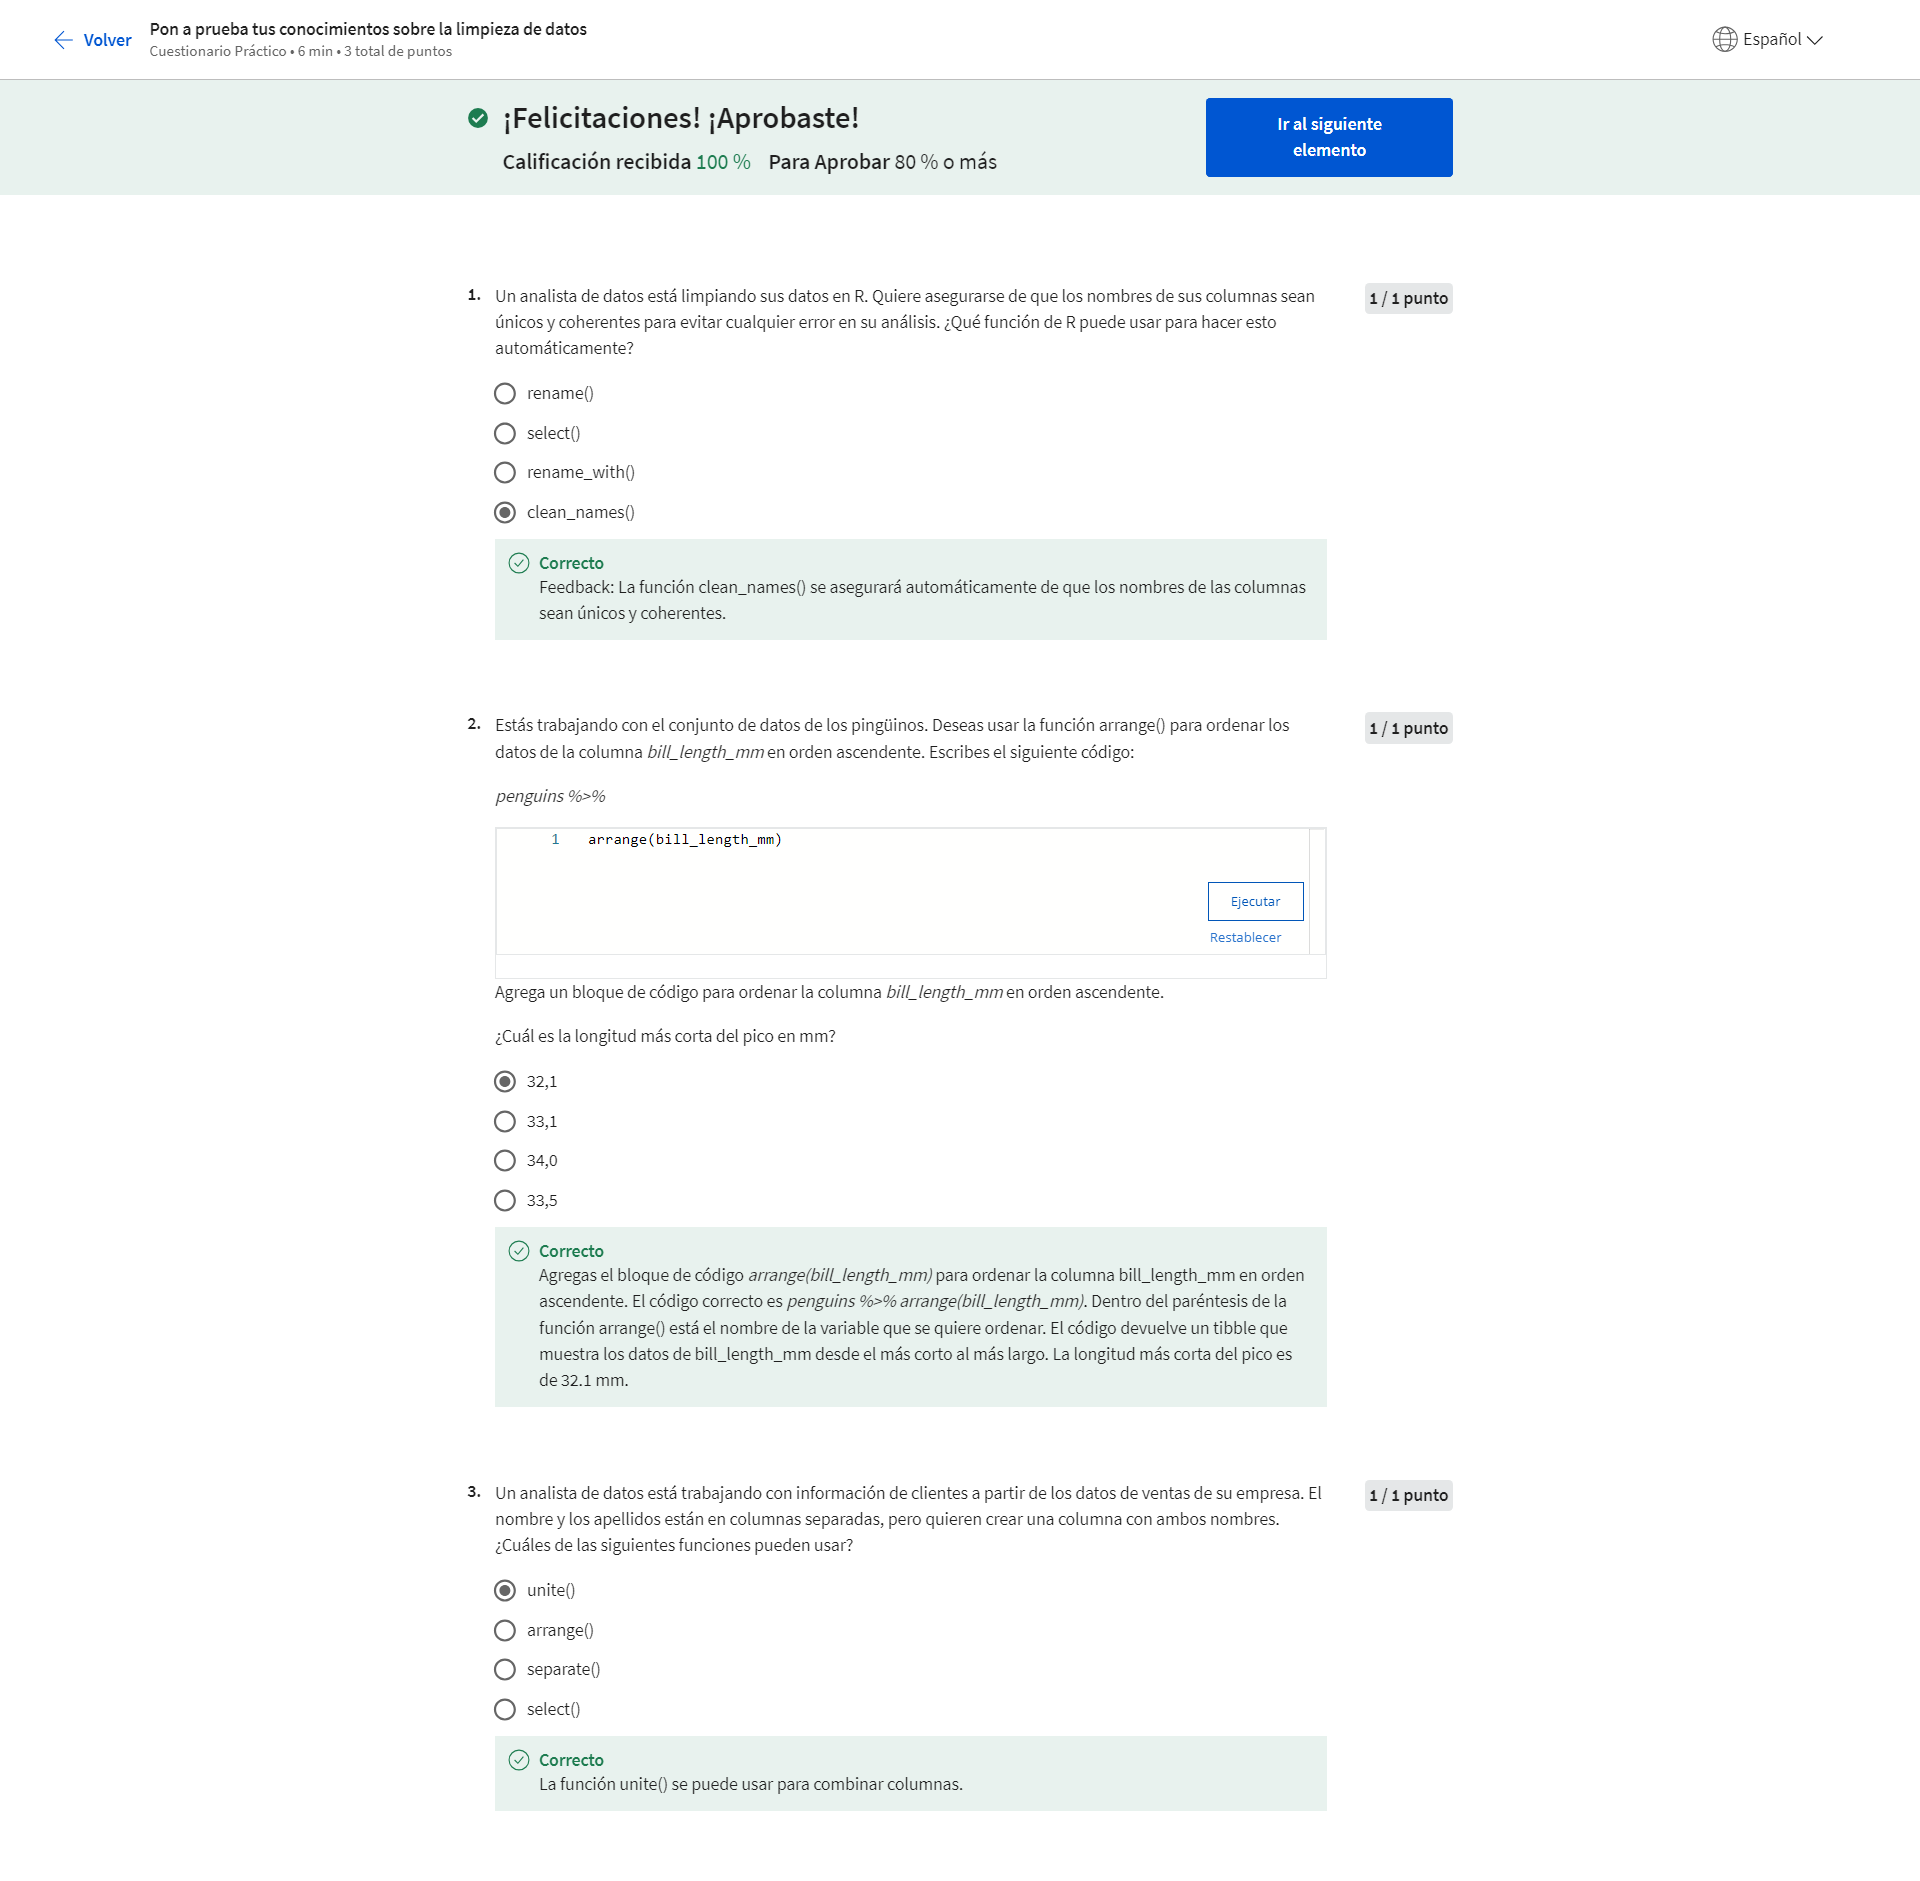 Volver
Pon a prueba tus conocimientos sobre la limpieza de datos
Cuestionario Práctico • 6 min • 3 total de puntos
Español
¡Felicitaciones! ¡Aprobaste!
Calificación recibida 100 % Para Aprobar 80 % o más
Ir al siguiente
elemento
1. Un analista de datos está limpiando sus datos en R. Quiere asegurarse de que los nombres de sus columnas sean
únicos y coherentes para evitar cualquier error en su análisis. ¿Qué función de R puede usar para hacer esto
automáticamente?
1 / 1 punto
rename()
select()
rename_with()
clean_names()
Correcto
Feedback: La función clean_names() se asegurará automáticamente de que los nombres de las columnas
sean únicos y coherentes.
2. Estás trabajando con el conjunto de datos de los pingüinos. Deseas usar la función arrange() para ordenar los
datos de la columna bill_length_mm en orden ascendente. Escribes el siguiente código:
1 / 1 punto
penguins %>%
1 arrange(bill_length_mm)
Ejecutar
Restablecer
Agrega un bloque de código para ordenar la columna bill_length_mm en orden ascendente.
¿Cuál es la longitud más corta del pico en mm?
32,1
33,1
34,0
33,5
Correcto
Agregas el bloque de código arrange(bill_length_mm) para ordenar la columna bill_length_mm en orden
ascendente. El código correcto es penguins %>% arrange(bill_length_mm). Dentro del paréntesis de la
función arrange() está el nombre de la variable que se quiere ordenar. El código devuelve un tibble que
muestra los datos de bill_length_mm desde el más corto al más largo. La longitud más corta del pico es
de 32.1 mm.
3. Un analista de datos está trabajando con información de clientes a partir de los datos de ventas de su empresa. El
nombre y los apellidos están en columnas separadas, pero quieren crear una columna con ambos nombres.
¿Cuáles de las siguientes funciones pueden usar?
1 / 1 punto
unite()
arrange()
separate()
select()
Correcto
La función unite() se puede usar para combinar columnas.